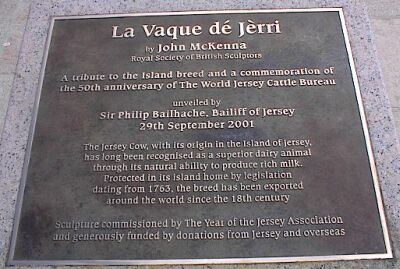 La Vaque dé Jèrri
by John McKenna
Royal Society of British Sculptors
A tribute to the Island breed and a commemoration of
the 50th anniversary of The World Jersey Cattle Bureau
unveiled by
Sir Philip Bailhache, Bailiff of Jersey
29th September 2001
The Jersey Cow, with its origin in the Island of Jersey,
has long been recognised as a superior dairy animal
through its natural ability to produce rich milk.
Protected in its island home by legislation
dating from 1763, the breed has been exported
around the world since the 18th century
Sculpture commissioned by The Year of the Jersey Association
and generously funded by donations from Jersey and overseas